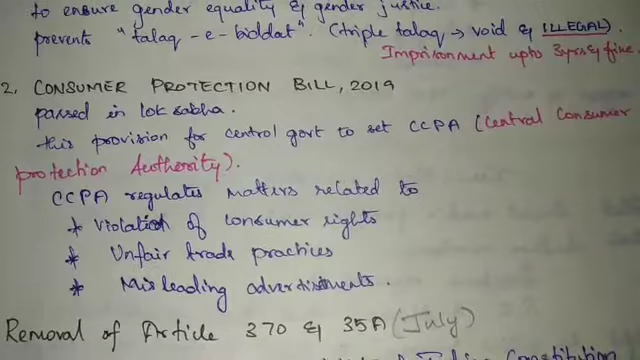 to ensure gender equality & gender justice.
prevents "talaq-e-biddat". (triple talaq → void & ILLEGAL).
Imprisonment upto 3yrs & fine.
2. CONSUMER PROTECTION BILL, 2019
passed in lok sabha.
this provision for central govt to set CCPA (Central Consumer
protection Authority).
CCPA regulates matters related to
* violation of consumer rights
* Unfair trade practices
* Misleading advertisments.
Removal of Article 370 & 35A (July)
Constitution